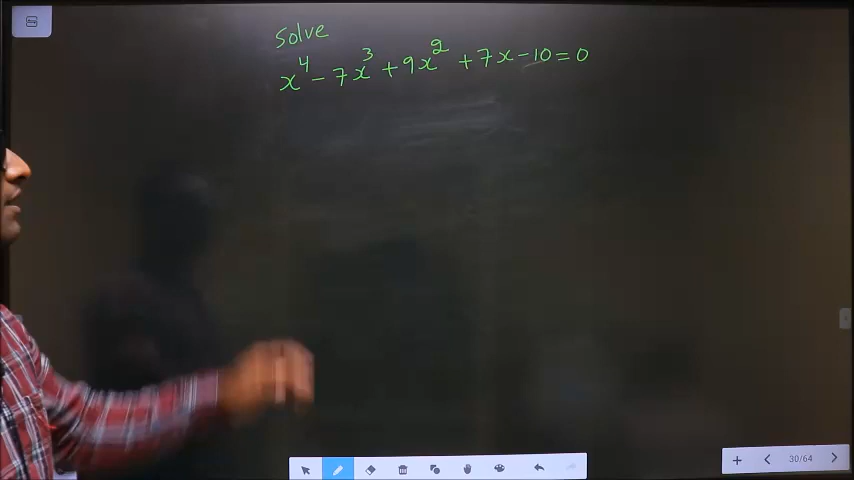 Solve
x⁴ - 7x³ + 9x² + 7x - 10 = 0
30/64